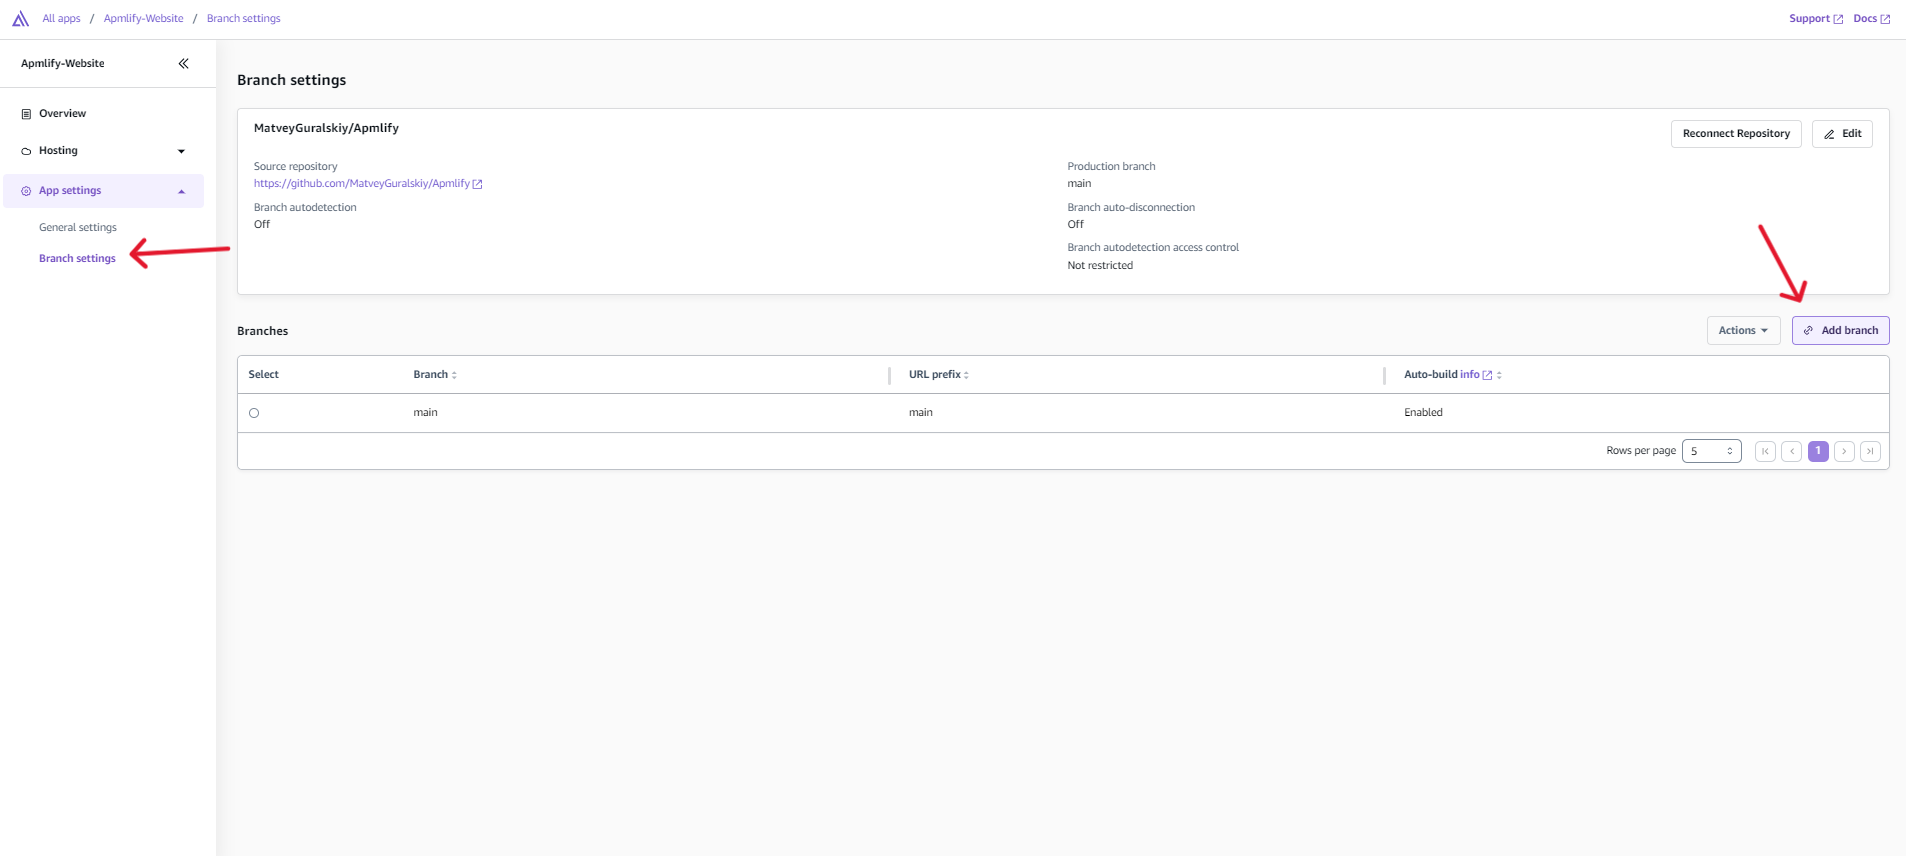 All apps / Apmlify-Website / Branch settings
Support Docs
Apmlify-Website
Overview
Hosting
App settings
General settings
Branch settings
Branch settings
MatveyGuralskiy/Apmlify
Reconnect Repository Edit
Source repository
https://github.com/MatveyGuralskiy/Apmlify
Branch autodetection
Off
Production branch
main
Branch auto-disconnection
Off
Branch autodetection access control
Not restricted
Branches
Actions Add branch
Select Branch URL prefix Auto-build info
main main Enabled
Rows per page 5 1